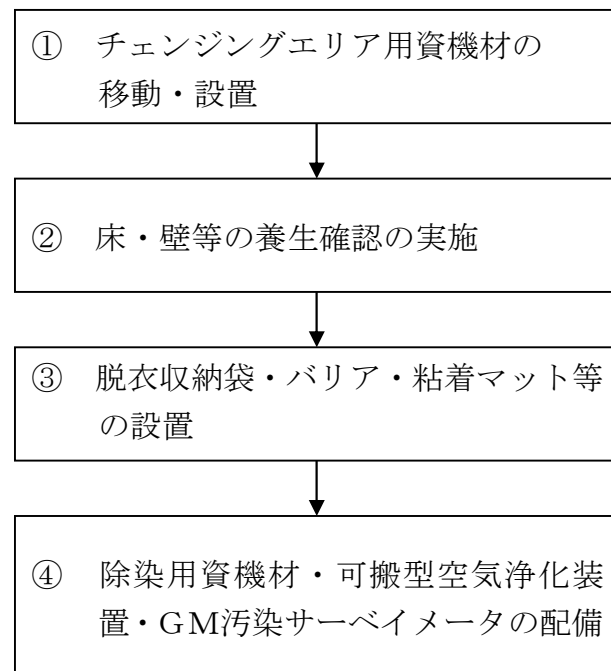 ① チェンジングエリア用資機材の
移動・設置
② 床・壁等の養生確認の実施
③ 脱衣収納袋・バリア・粘着マット等
の設置
④ 除染用資機材・可搬型空気浄化装
置・ＧＭ汚染サーベイメータの配備